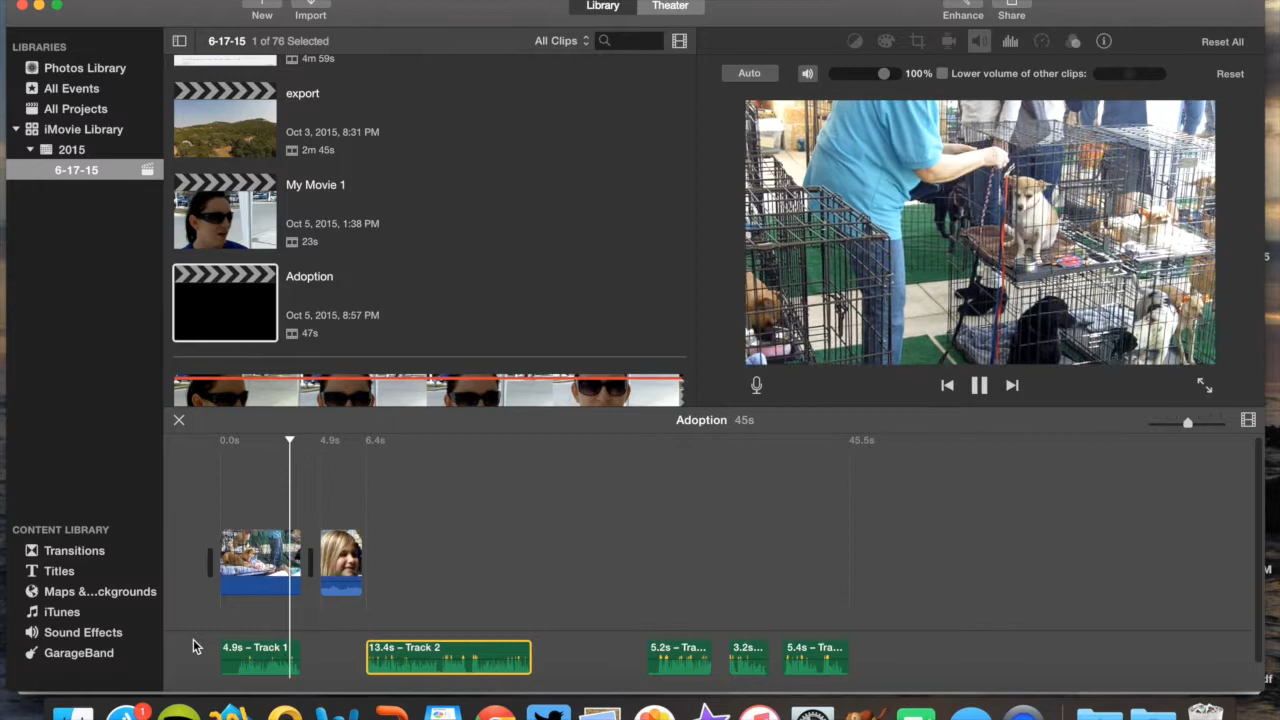 New
Import
Library
Theater
Enhance
Share
LIBRARIES
Photos Library
All Events
All Projects
iMovie Library
2015
6-17-15
6-17-15 1 of 76 Selected
All Clips
4m 59s
export
Oct 3, 2015, 8:31 PM
2m 45s
My Movie 1
Oct 5, 2015, 1:38 PM
23s
Adoption
Oct 5, 2015, 8:57 PM
47s
Reset All
Auto
100%
Lower volume of other clips:
Reset
Adoption 45s
0.0s
4.9s
6.4s
45.5s
4.9s – Track 1
13.4s – Track 2
5.2s – Tra...
3.2s...
5.4s – Tra...
CONTENT LIBRARY
Transitions
Titles
Maps &...ckgrounds
iTunes
Sound Effects
GarageBand
1
5
M
df